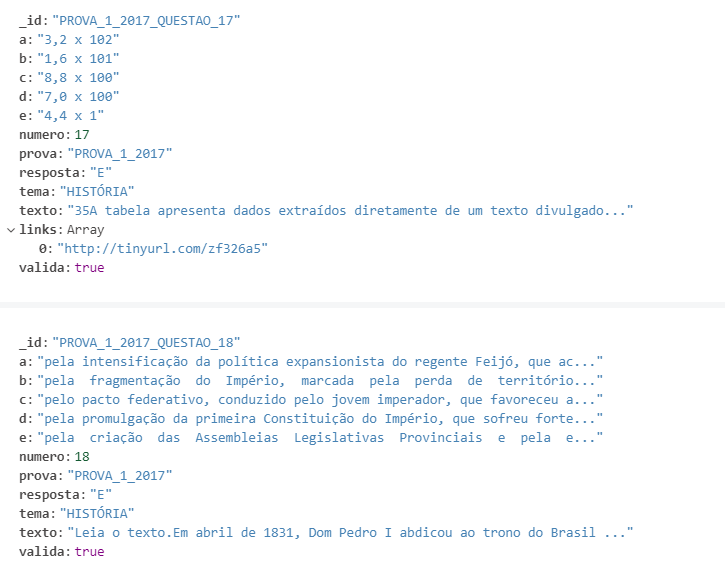 _id: "PROVA_1_2017_QUESTAO_17"
a: "3,2 x 102"
b: "1,6 x 101"
c: "8,8 x 100"
d: "7,0 x 100"
e: "4,4 x 1"
numero: 17
prova: "PROVA_1_2017"
resposta: "E"
tema: "HISTÓRIA"
texto: "35A tabela apresenta dados extraídos diretamente de um texto divulgado..."
links: Array
0: "http://tinyurl.com/zf326a5"
valida: true
_id: "PROVA_1_2017_QUESTAO_18"
a: "pela intensificação da política expansionista do regente Feijó, que ac..."
b: "pela fragmentação do Império, marcada pela perda de território..."
c: "pelo pacto federativo, conduzido pelo jovem imperador, que favoreceu a..."
d: "pela promulgação da primeira Constituição do Império, que sofreu forte..."
e: "pela criação das Assembleias Legislativas Provinciais e pela e..."
numero: 18
prova: "PROVA_1_2017"
resposta: "E"
tema: "HISTÓRIA"
texto: "Leia o texto.Em abril de 1831, Dom Pedro I abdicou ao trono do Brasil ..."
valida: true